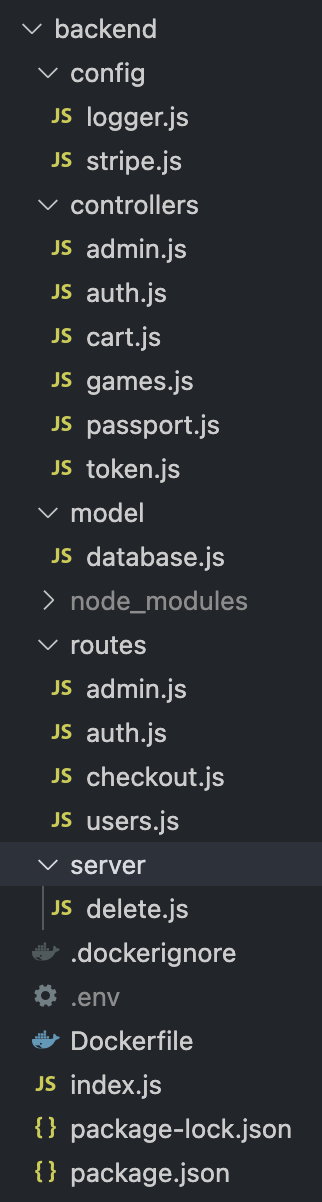 backend
config
JS logger.js
JS stripe.js
controllers
JS admin.js
JS auth.js
JS cart.js
JS games.js
JS passport.js
JS token.js
model
JS database.js
node_modules
routes
JS admin.js
JS auth.js
JS checkout.js
JS users.js
server
JS delete.js
.dockerignore
.env
Dockerfile
JS index.js
{} package-lock.json
{} package.json